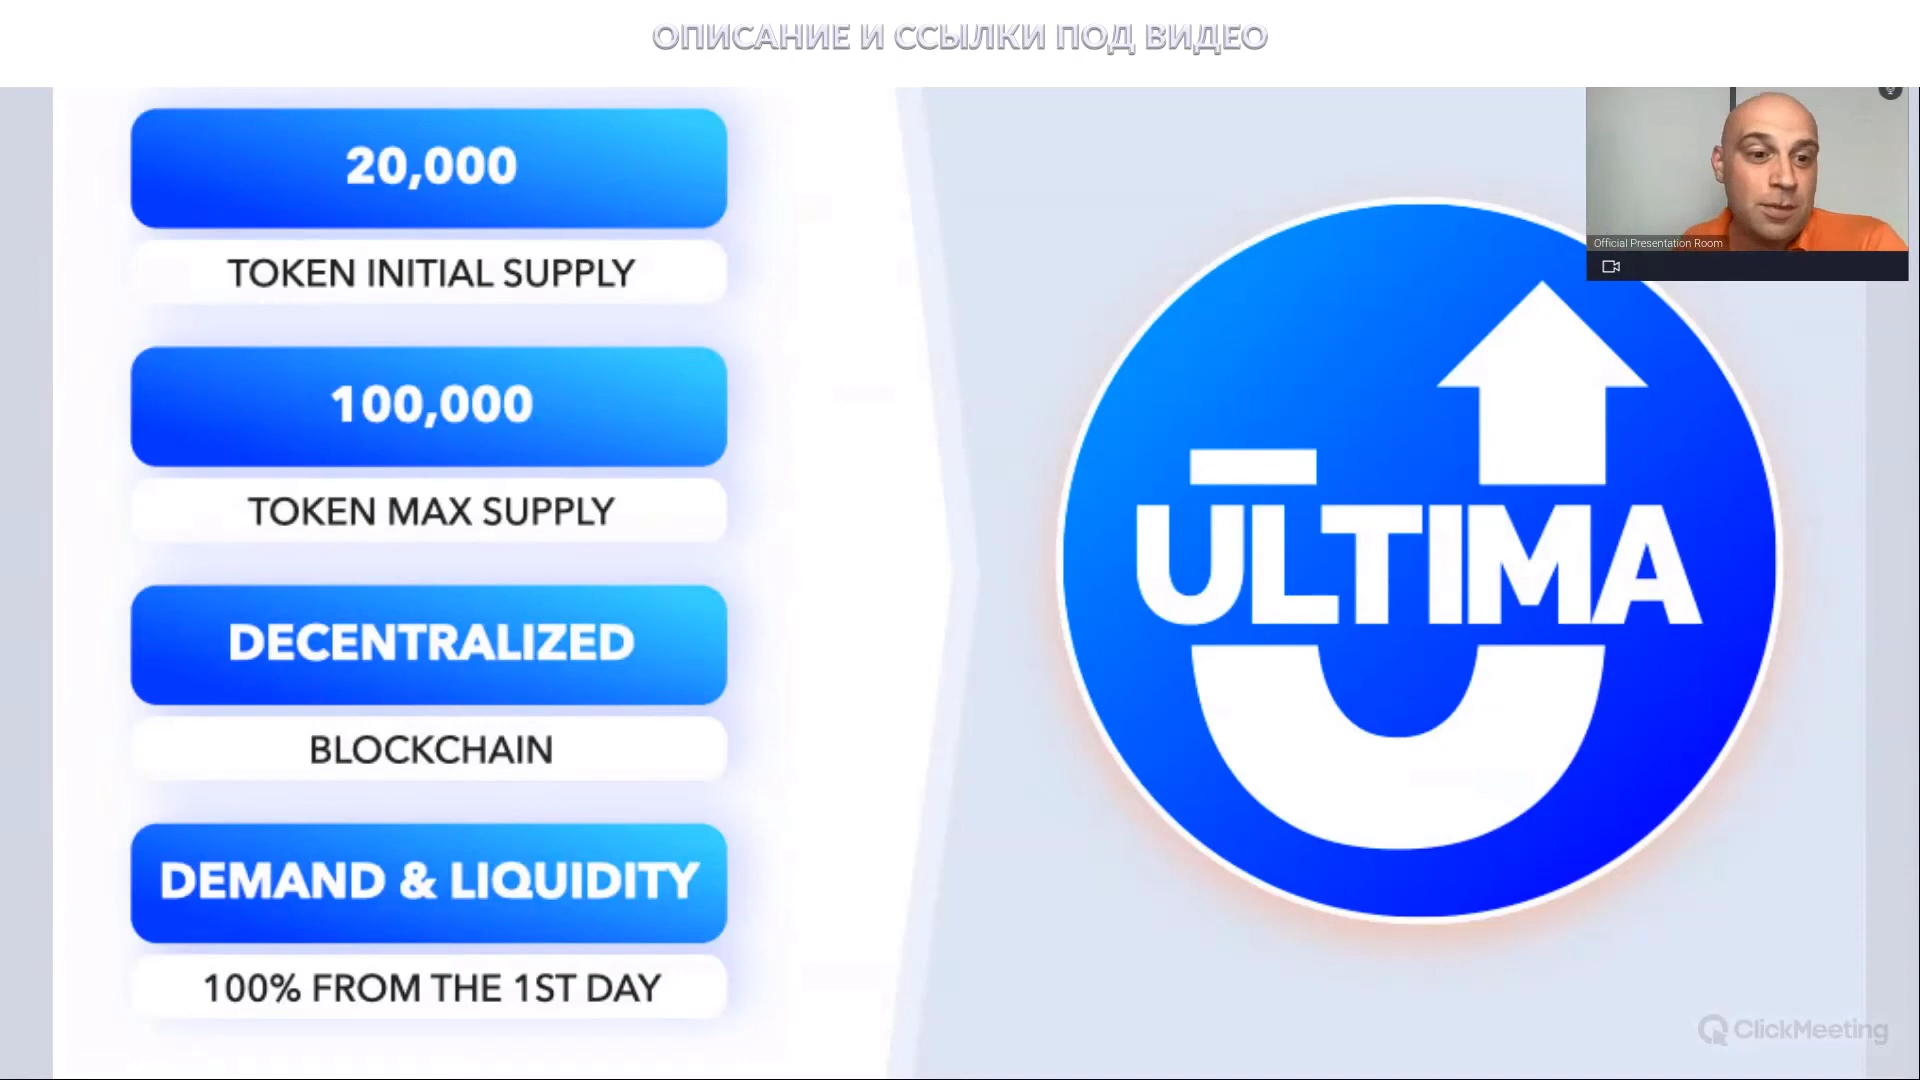 ОПИСАНИЕ И ССЫЛКИ ПОД ВИДЕО
20,000
TOKEN INITIAL SUPPLY
100,000
TOKEN MAX SUPPLY
DECENTRALIZED
BLOCKCHAIN
DEMAND & LIQUIDITY
100% FROM THE 1ST DAY
ULTIMA
Official Presentation Room
ClickMeeting